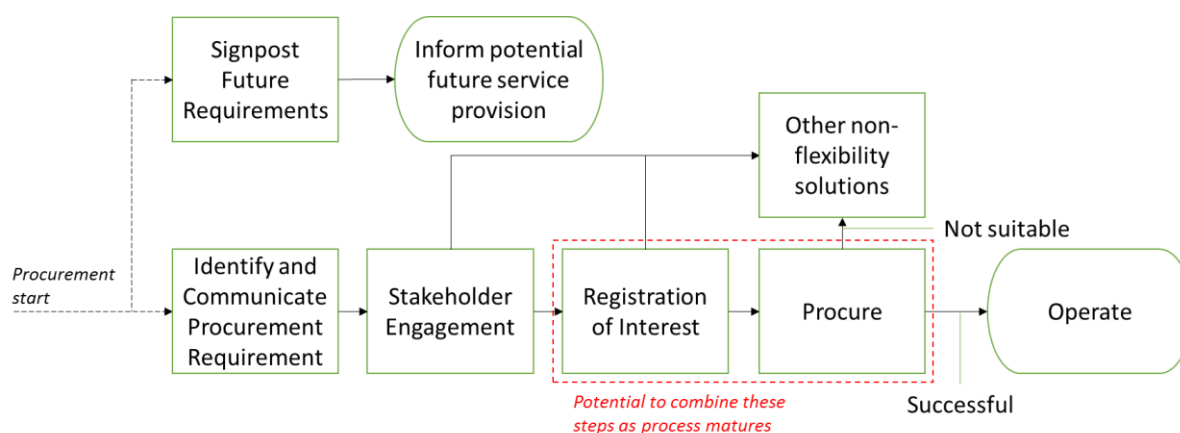 Signpost
Future
Requirements
Inform potential
future service
provision
Other non-
flexibility
solutions
Not suitable
Procurement
start
Identify and
Communicate
Procurement
Requirement
Stakeholder
Engagement
Registration
of Interest
Procure
Operate
Successful
Potential to combine these
steps as process matures